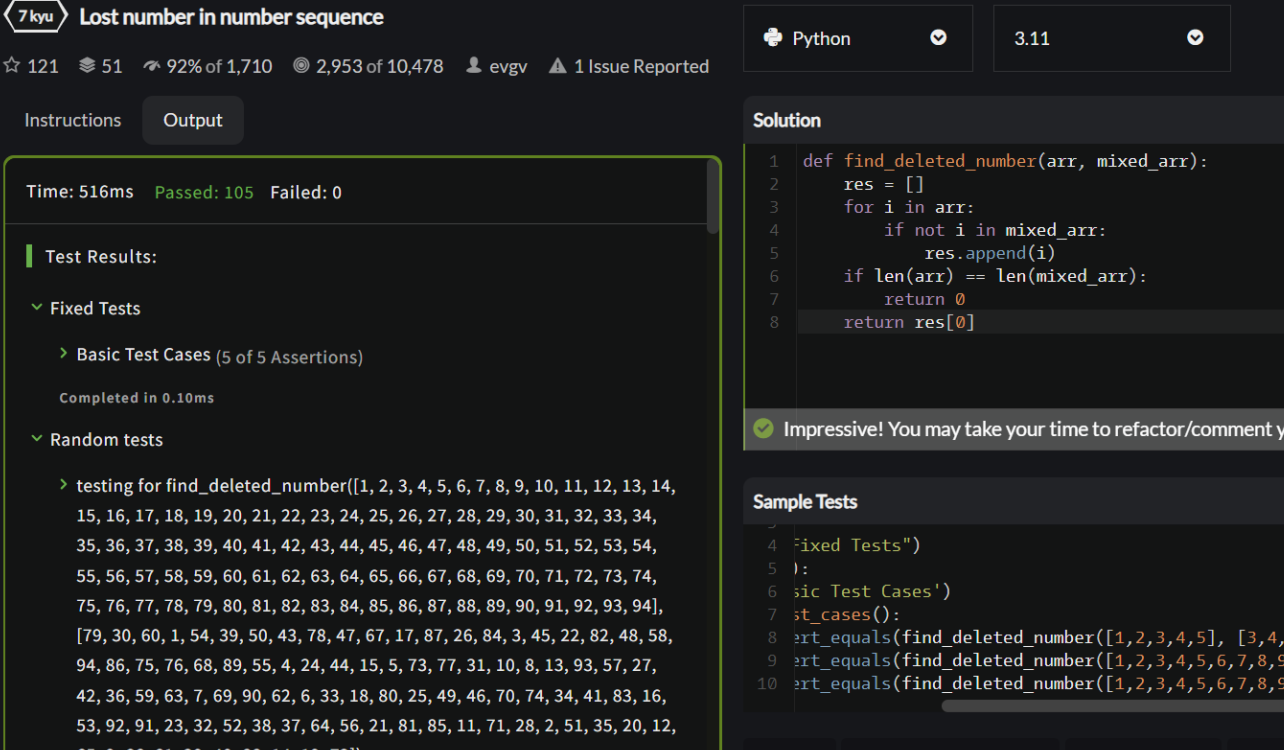 7 kyu Lost number in number sequence
121 51 92% of 1,710 2,953 of 10,478 evgv 1 Issue Reported
Instructions Output
Time: 516ms Passed: 105 Failed: 0
Test Results:
Fixed Tests
Basic Test Cases (5 of 5 Assertions)
Completed in 0.10ms
Random tests
testing for find_deleted_number([1, 2, 3, 4, 5, 6, 7, 8, 9, 10, 11, 12, 13, 14,
15, 16, 17, 18, 19, 20, 21, 22, 23, 24, 25, 26, 27, 28, 29, 30, 31, 32, 33, 34,
35, 36, 37, 38, 39, 40, 41, 42, 43, 44, 45, 46, 47, 48, 49, 50, 51, 52, 53, 54,
55, 56, 57, 58, 59, 60, 61, 62, 63, 64, 65, 66, 67, 68, 69, 70, 71, 72, 73, 74,
75, 76, 77, 78, 79, 80, 81, 82, 83, 84, 85, 86, 87, 88, 89, 90, 91, 92, 93, 94],
[79, 30, 60, 1, 54, 39, 50, 43, 78, 47, 67, 17, 87, 26, 84, 3, 45, 22, 82, 48, 58,
94, 86, 75, 76, 68, 89, 55, 4, 24, 44, 15, 5, 73, 77, 31, 10, 8, 13, 93, 57, 27,
42, 36, 59, 63, 7, 69, 90, 62, 6, 33, 18, 80, 25, 49, 46, 70, 74, 34, 41, 83, 16,
53, 92, 91, 23, 32, 52, 38, 37, 64, 56, 21, 81, 85, 11, 71, 28, 2, 51, 35, 20, 12,
Python 3.11
Solution
1 def find_deleted_number(arr, mixed_arr):
2 res = []
3 for i in arr:
4 if not i in mixed_arr:
5 res.append(i)
6 if len(arr) == len(mixed_arr):
7 return 0
8 return res[0]
Impressive! You may take your time to refactor/comment y
Sample Tests
4 Fixed Tests")
5 ):
6 sic Test Cases')
7 st_cases():
8 ert_equals(find_deleted_number([1,2,3,4,5], [3,4,
9 ert_equals(find_deleted_number([1,2,3,4,5,6,7,8,9
10 ert_equals(find_deleted_number([1,2,3,4,5,6,7,8,9